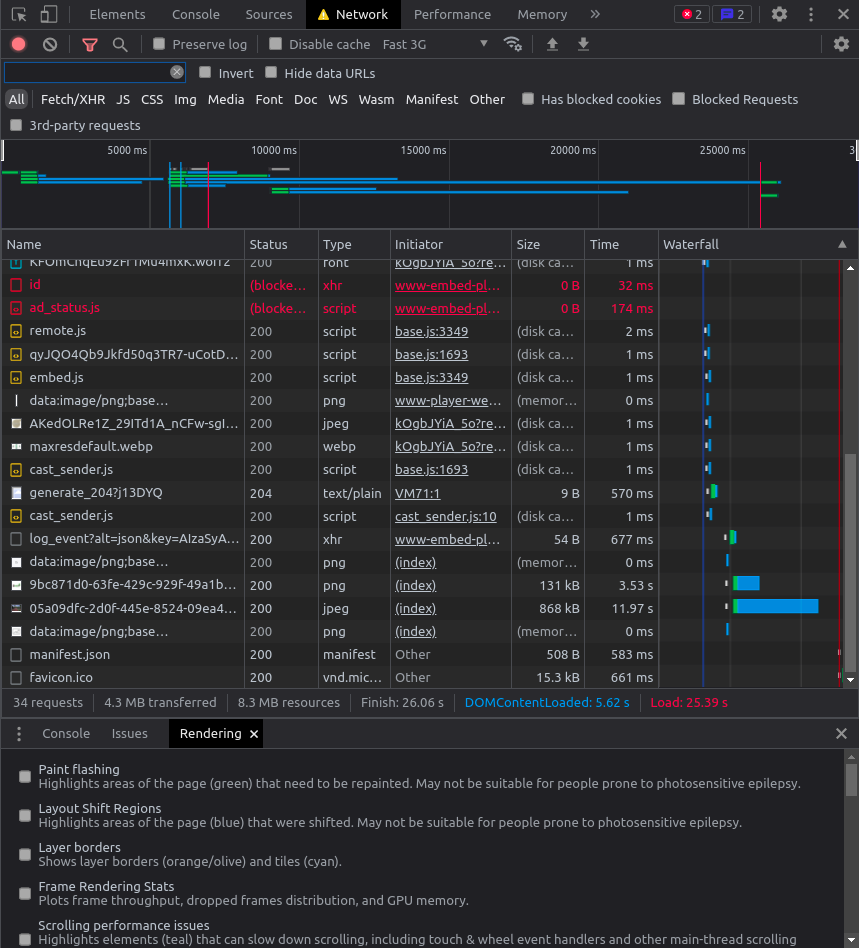 Elements Console Sources Network Performance Memory » 2 2
Preserve log Disable cache Fast 3G
Invert Hide data URLs
All Fetch/XHR JS CSS Img Media Font Doc WS Wasm Manifest Other Has blocked cookies Blocked Requests
3rd-party requests
5000 ms 10000 ms 15000 ms 20000 ms 25000 ms 3
Name Status Type Initiator Size Time Waterfall
KFOmCnqEu92Fr1Mu4mxK.woff2 200 font kOgbJYiA_5o?re... (disk ca... 1 ms
id (blocke... xhr www-embed-pl... 0 B 32 ms
ad_status.js (blocke... script www-embed-pl... 0 B 174 ms
remote.js 200 script base.js:3349 (disk ca... 2 ms
qyJQO4Qb9Jkfd50q3TR7-uCotD... 200 script base.js:1693 (disk ca... 1 ms
embed.js 200 script base.js:3349 (disk ca... 1 ms
data:image/png;base... 200 png www-player-we... (memor... 0 ms
AKedOLRe1Z_29ITd1A_nCFw-sgI... 200 jpeg kOgbJYiA_5o?re... (disk ca... 1 ms
maxresdefault.webp 200 webp kOgbJYiA_5o?re... (disk ca... 1 ms
cast_sender.js 200 script base.js:1693 (disk ca... 1 ms
generate_204?j13DYQ 204 text/plain VM71:1 9 B 570 ms
cast_sender.js 200 script cast_sender.js:10 (disk ca... 1 ms
log_event?alt=json&key=AIzaSyA... 200 xhr www-embed-pl... 54 B 677 ms
data:image/png;base... 200 png (index) (memor... 0 ms
9bc871d0-63fe-429c-929f-49a1b... 200 png (index) 131 kB 3.53 s
05a09dfc-2d0f-445e-8524-09ea4... 200 jpeg (index) 868 kB 11.97 s
data:image/png;base... 200 png (index) (memor... 0 ms
manifest.json 200 manifest Other 508 B 583 ms
favicon.ico 200 vnd.mic... Other 15.3 kB 661 ms
34 requests 4.3 MB transferred 8.3 MB resources Finish: 26.06 s DOMContentLoaded: 5.62 s Load: 25.39 s
Console Issues Rendering
Paint flashing
Highlights areas of the page (green) that need to be repainted. May not be suitable for people prone to photosensitive epilepsy.
Layout Shift Regions
Highlights areas of the page (blue) that were shifted. May not be suitable for people prone to photosensitive epilepsy.
Layer borders
Shows layer borders (orange/olive) and tiles (cyan).
Frame Rendering Stats
Plots frame throughput, dropped frames distribution, and GPU memory.
Scrolling performance issues
Highlights elements (teal) that can slow down scrolling, including touch & wheel event handlers and other main-thread scrolling